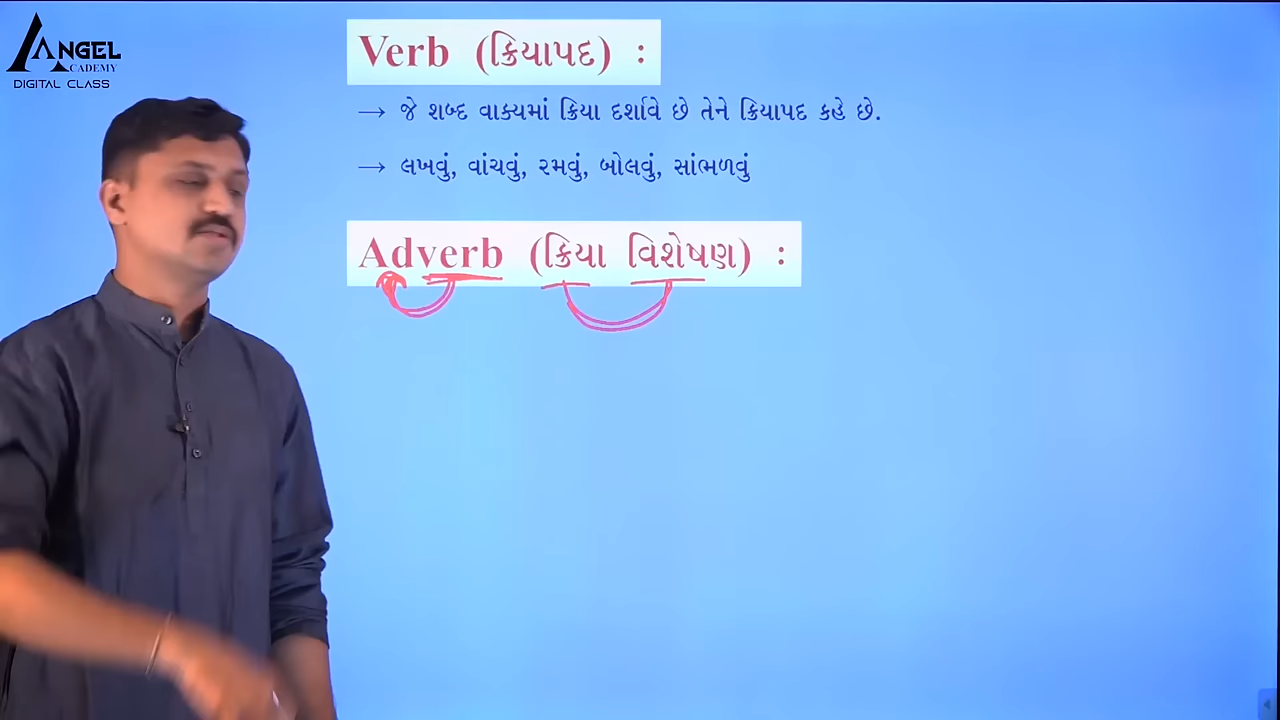 ANGEL
ACADEMY
DIGITAL CLASS
Verb (ક્રિયાપદ) :
→ જે શબ્દ વાક્યમાં ક્રિયા દર્શાવે છે તેને ક્રિયાપદ કહે છે.
→ લખવું, વાંચવું, રમવું, બોલવું, સાંભળવું
Adverb (ક્રિયા વિશેષણ) :